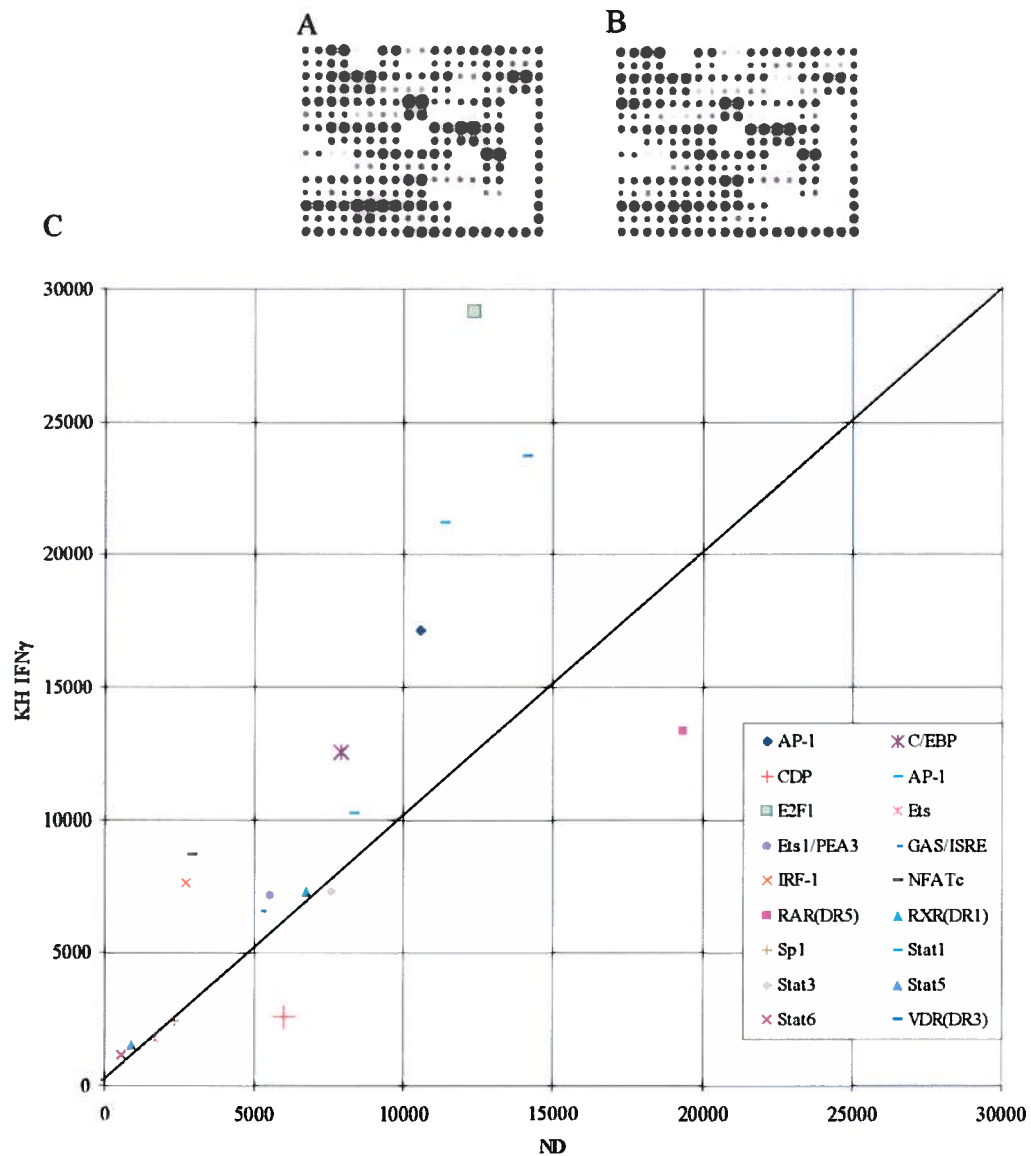 A
B
C
30000
25000
20000
15000
10000
5000
0
KH IFNγ
0
5000
10000
15000
20000
25000
30000
ND
AP-1
C/EBP
CDP
AP-1
E2F1
Ets
Ets1/PEA3
GAS/ISRE
IRF-1
NFATc
RAR(DR5)
RXR(DR1)
Sp1
Stat1
Stat3
Stat5
Stat6
VDR(DR3)